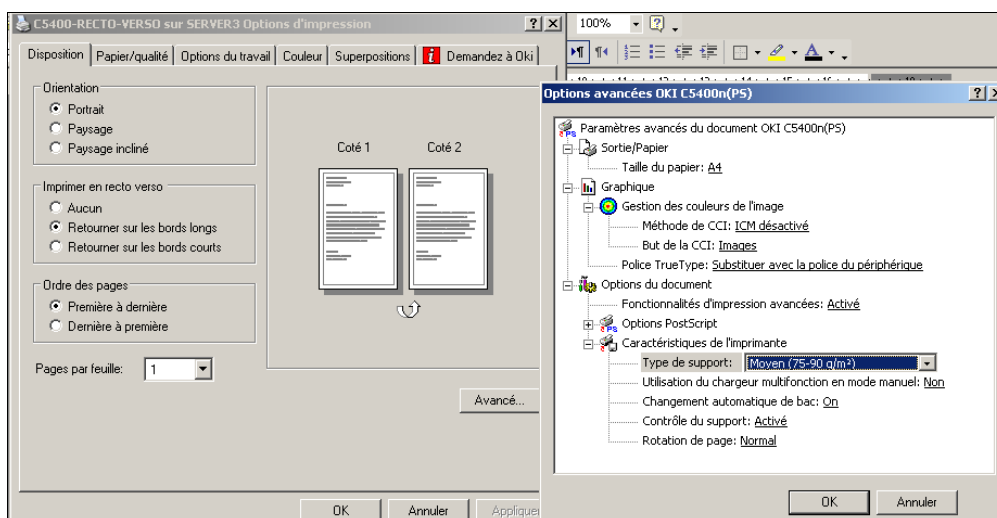 C5400-RECTO-VERSO sur SERVER3 Options d'impression
100%
Disposition Papier/qualité Options du travail Couleur Superpositions Demandez à Oki
Orientation
Portrait
Paysage
Paysage incliné
Imprimer en recto verso
Aucun
Retourner sur les bords longs
Retourner sur les bords courts
Ordre des pages
Première à dernière
Dernière à première
Pages par feuille: 1
Coté 1 Coté 2
Avancé...
OK Annuler Appliquer
Options avancées OKI C5400n(PS)
Paramètres avancés du document OKI C5400n(PS)
Sortie/Papier
Taille du papier: A4
Graphique
Gestion des couleurs de l'image
Méthode de CCI: ICM désactivé
But de la CCI: Images
Police TrueType: Substituer avec la police du périphérique
Options du document
Fonctionnalités d'impression avancées: Activé
Options PostScript
Caractéristiques de l'imprimante
Type de support: Moyen (75-90 g/m²)
Utilisation du chargeur multifonction en mode manuel: Non
Changement automatique de bac: On
Contrôle du support: Activé
Rotation de page: Normal
OK Annuler